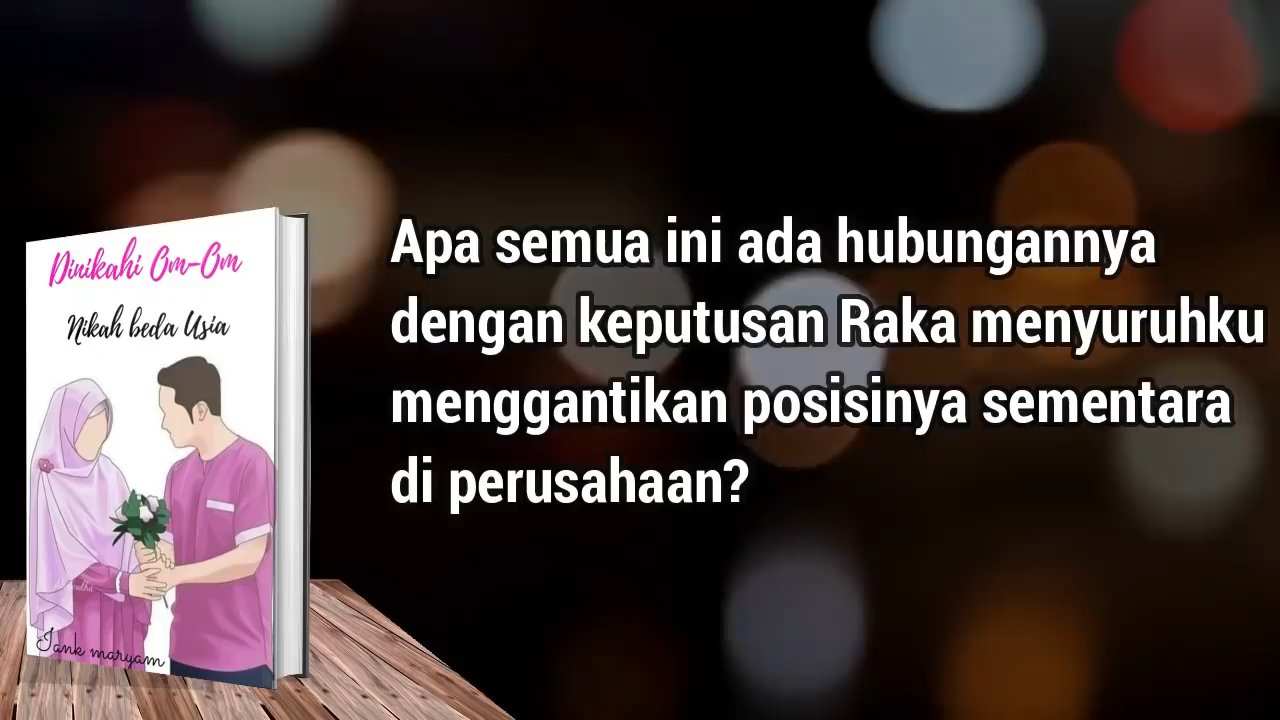 Dinikahi Om-Om
Nikah beda Usia
Jank maryam
Apa semua ini ada hubungannya
dengan keputusan Raka menyuruhku
menggantikan posisinya sementara
di perusahaan?